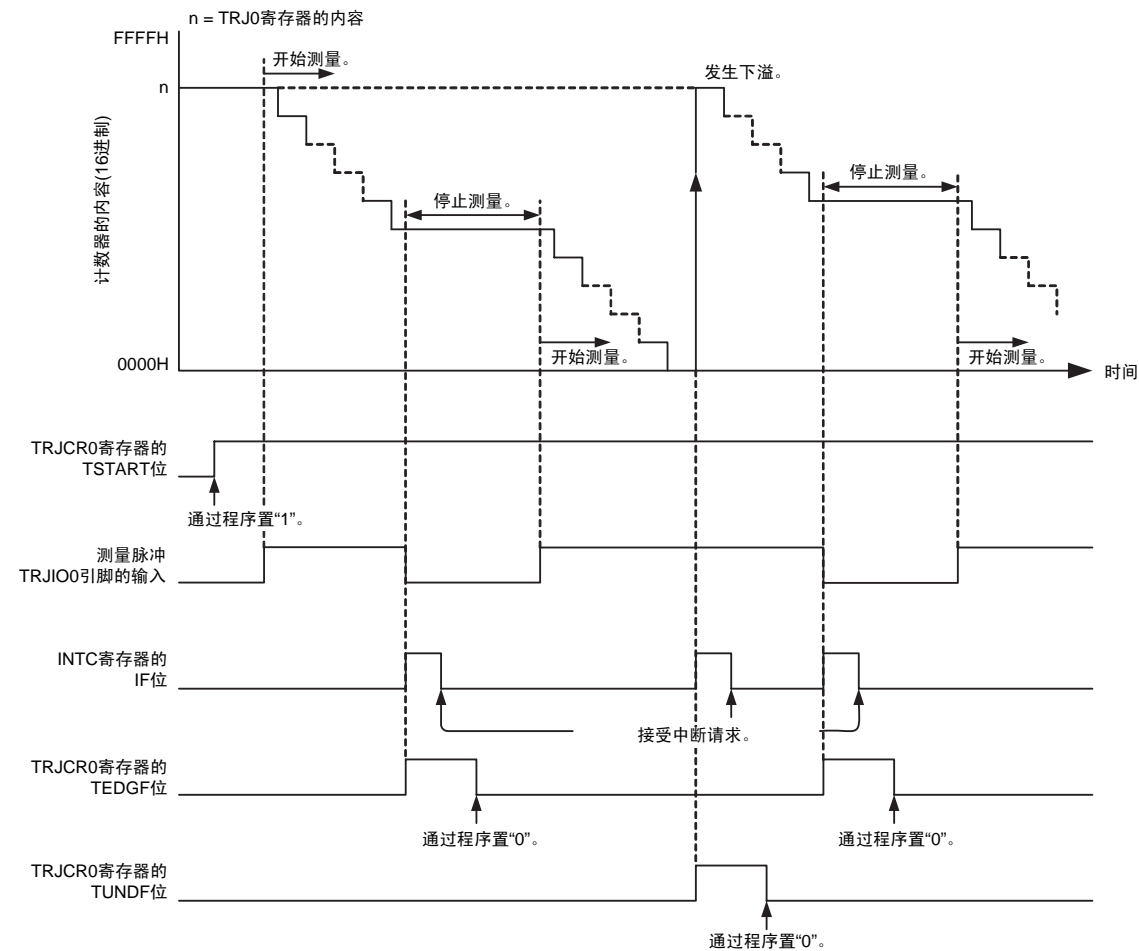 n = TRJ0寄存器的内容
FFFFH
开始测量。
n
发生下溢。
计数器的内容(16进制)
停止测量。
停止测量。
开始测量。
开始测量。
0000H
时间
TRJCR0寄存器的
TSTART位
通过程序置“1”。
测量脉冲
TRJIO0引脚的输入
INTC寄存器的
IF位
接受中断请求。
TRJCR0寄存器的
TEDGF位
通过程序置“0”。
通过程序置“0”。
TRJCR0寄存器的
TUNDF位
通过程序置“0”。